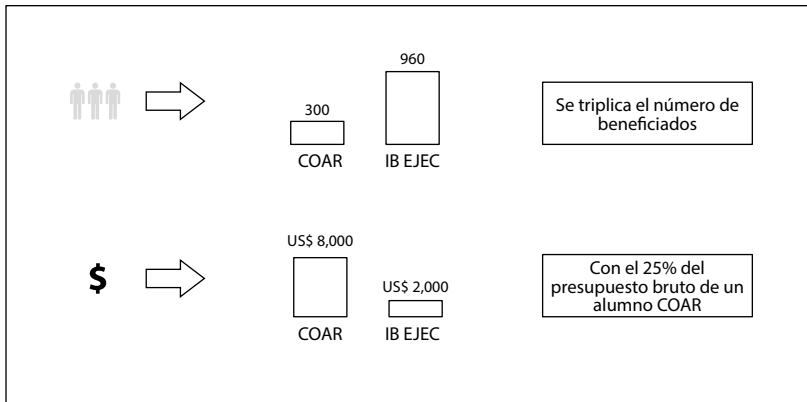 960
300
COAR
IB EJEC
Se triplica el número de
beneficiados
$
US$ 8,000
US$ 2,000
COAR
IB EJEC
Con el 25% del
presupuesto bruto de un
alumno COAR